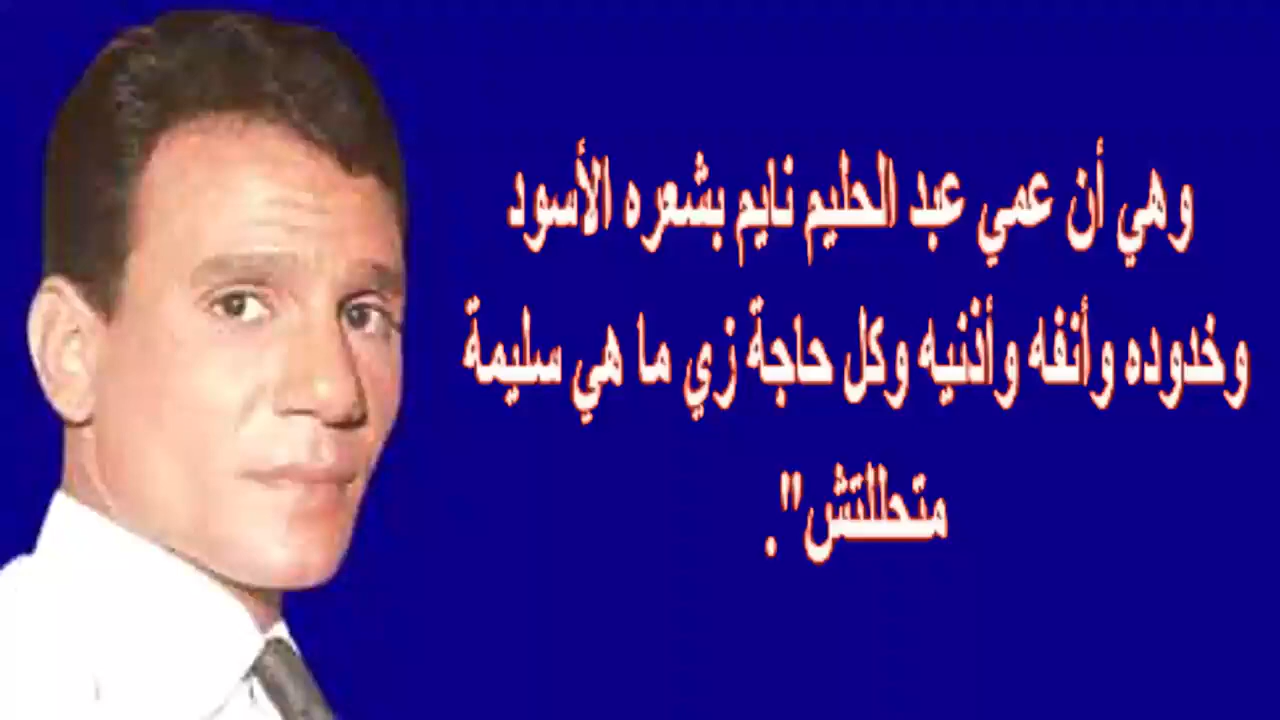 وهي أن عمي عبد الحليم نايم بشعره الأسود
وخدوده وأنفه وأذنيه وكل حاجة زي ما هي سليمة
متحللتش".